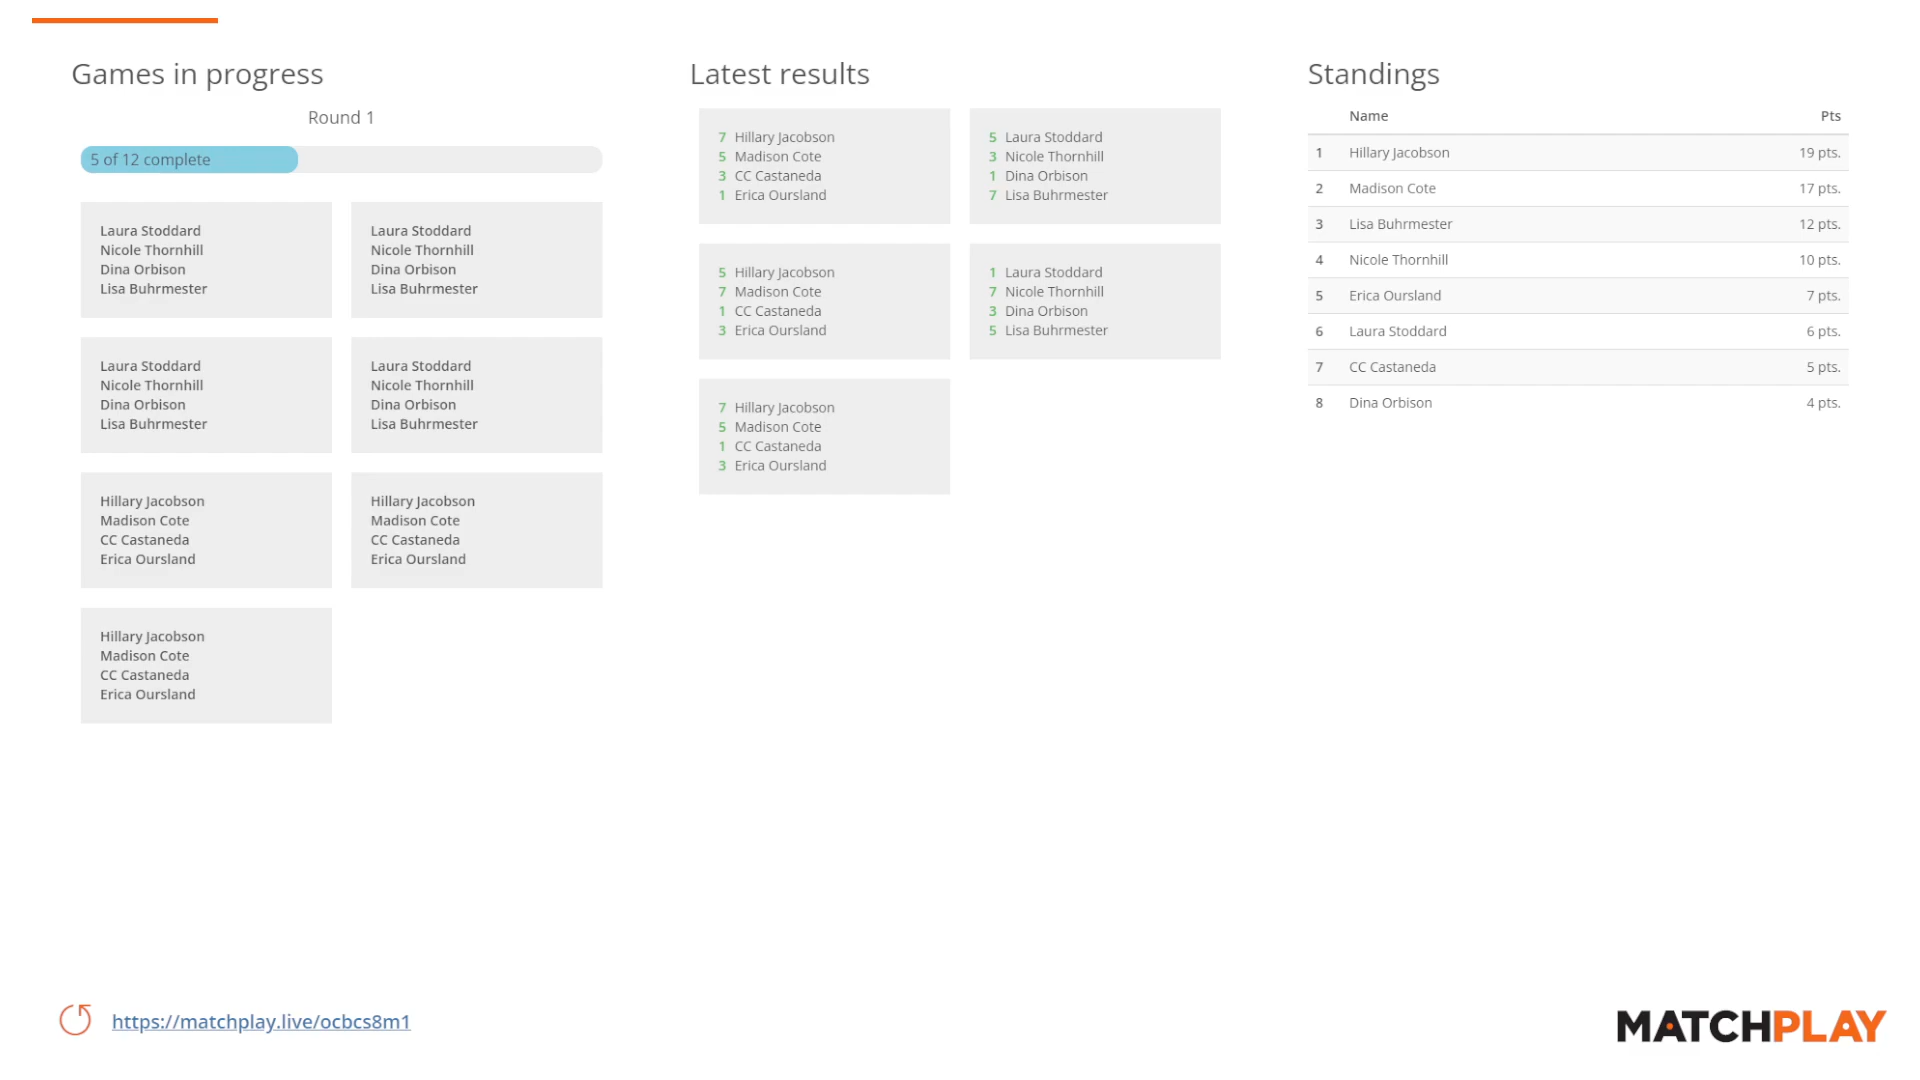 Games in progress
Round 1
5 of 12 complete
Laura Stoddard
Nicole Thornhill
Dina Orbison
Lisa Buhrmester
Laura Stoddard
Nicole Thornhill
Dina Orbison
Lisa Buhrmester
Laura Stoddard
Nicole Thornhill
Dina Orbison
Lisa Buhrmester
Laura Stoddard
Nicole Thornhill
Dina Orbison
Lisa Buhrmester
Hillary Jacobson
Madison Cote
CC Castaneda
Erica Oursland
Hillary Jacobson
Madison Cote
CC Castaneda
Erica Oursland
Hillary Jacobson
Madison Cote
CC Castaneda
Erica Oursland
Latest results
7 Hillary Jacobson
5 Madison Cote
3 CC Castaneda
1 Erica Oursland
5 Laura Stoddard
3 Nicole Thornhill
1 Dina Orbison
7 Lisa Buhrmester
5 Hillary Jacobson
7 Madison Cote
1 CC Castaneda
3 Erica Oursland
1 Laura Stoddard
7 Nicole Thornhill
3 Dina Orbison
5 Lisa Buhrmester
7 Hillary Jacobson
5 Madison Cote
1 CC Castaneda
3 Erica Oursland
Standings
Name Pts
1 Hillary Jacobson 19 pts.
2 Madison Cote 17 pts.
3 Lisa Buhrmester 12 pts.
4 Nicole Thornhill 10 pts.
5 Erica Oursland 7 pts.
6 Laura Stoddard 6 pts.
7 CC Castaneda 5 pts.
8 Dina Orbison 4 pts.
https://matchplay.live/ocbcs8m1
MATCHPLAY